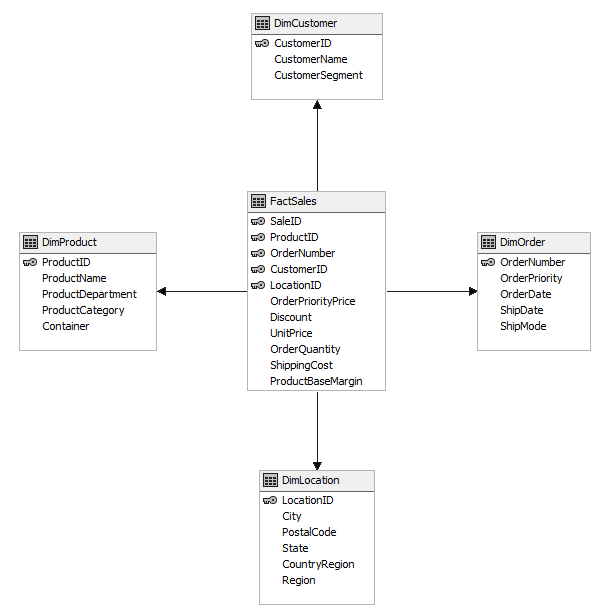 DimCustomer
CustomerID
CustomerName
CustomerSegment
FactSales
SaleID
ProductID
OrderNumber
CustomerID
LocationID
OrderPriorityPrice
Discount
UnitPrice
OrderQuantity
ShippingCost
ProductBaseMargin
DimProduct
ProductID
ProductName
ProductDepartment
ProductCategory
Container
DimOrder
OrderNumber
OrderPriority
OrderDate
ShipDate
ShipMode
DimLocation
LocationID
City
PostalCode
State
CountryRegion
Region